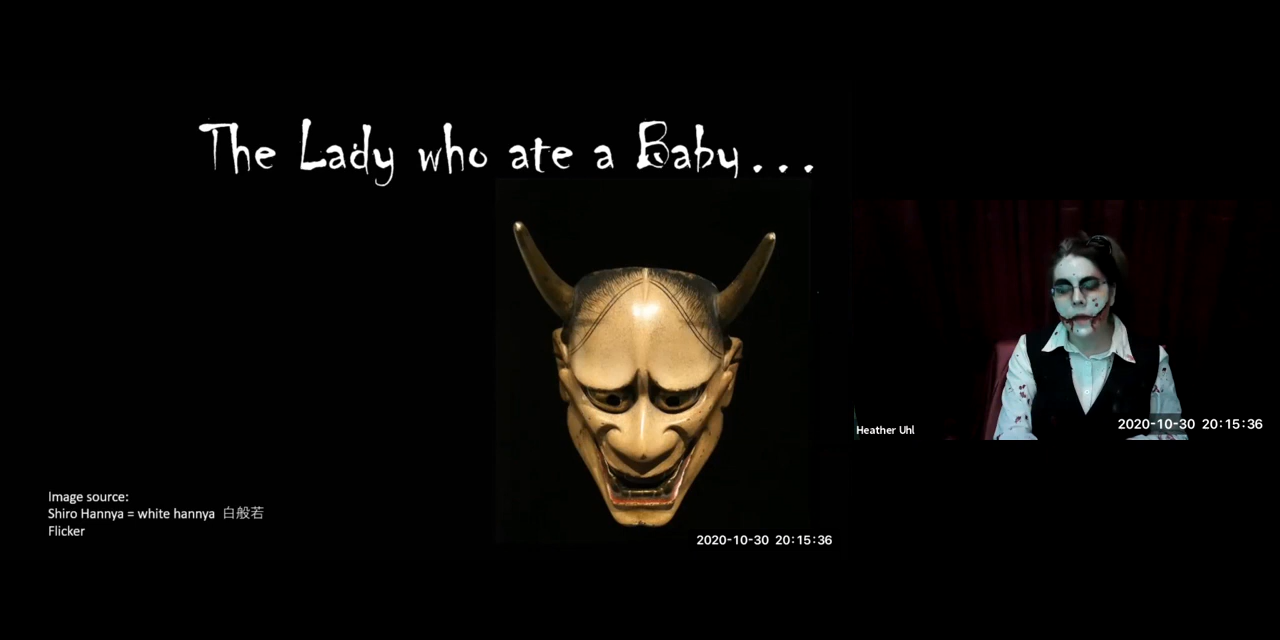 The Lady who ate a Baby...
Image source:
Shiro Hannya = white hannya 白般若
Flicker
2020-10-30 20:15:36
Heather Uhl
2020-10-30 20:15:36